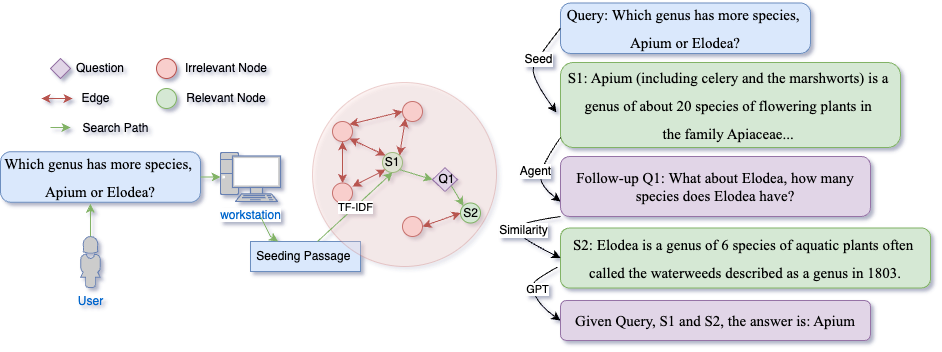 Question
Irrelevant Node
Edge
Relevant Node
Search Path
Which genus has more species,
Apium or Elodea?
workstation
User
Seeding Passage
TF-IDF
S1
Q1
S2
Query: Which genus has more species,
Apium or Elodea?
Seed
S1: Apium (including celery and the marshworts) is a
genus of about 20 species of flowering plants in
the family Apiaceae...
Agent
Follow-up Q1: What about Elodea, how many
species does Elodea have?
Similarity
S2: Elodea is a genus of 6 species of aquatic plants often
called the waterweeds described as a genus in 1803.
GPT
Given Query, S1 and S2, the answer is: Apium